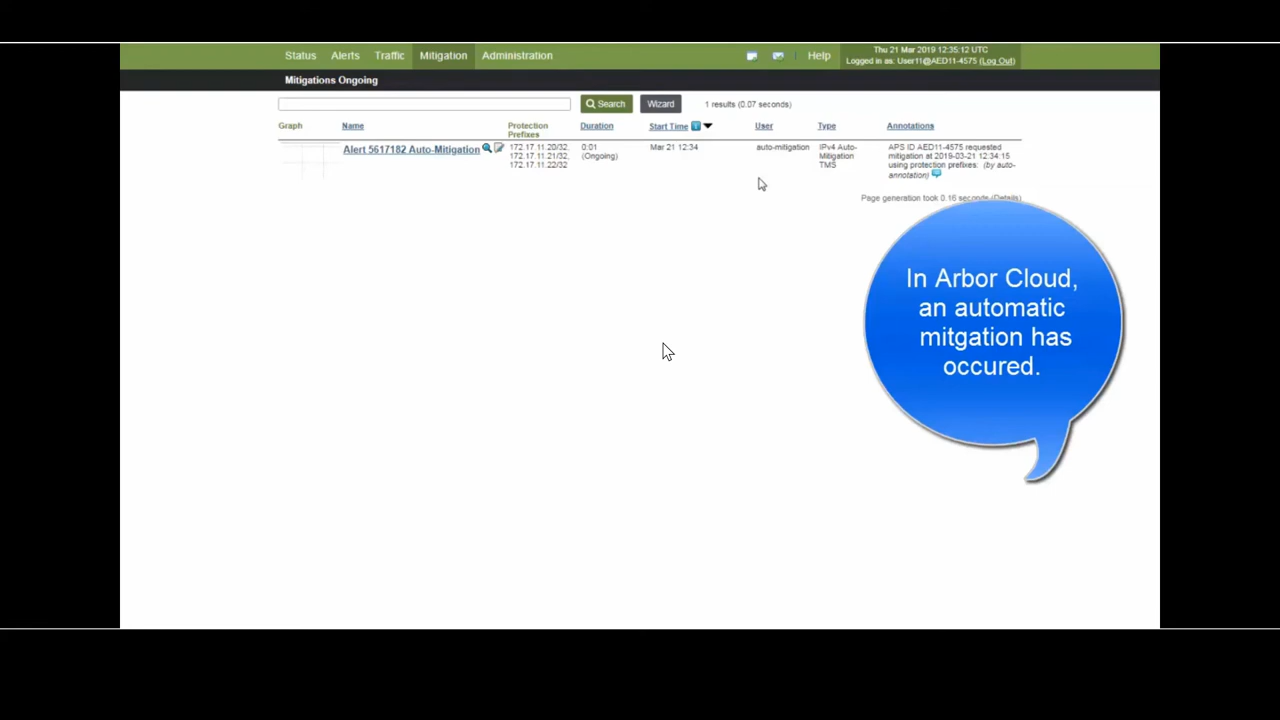 Status Alerts Traffic Mitigation Administration Help
Thu 21 Mar 2019 12:35:12 UTC
Logged in as: User11@AED11-4575 (Log Out)
Mitigations Ongoing
Search Wizard 1 results (0.07 seconds)
Graph Name Protection Prefixes Duration Start Time User Type Annotations
Alert 5617182 Auto-Mitigation
172.17.11.20/32,
172.17.11.21/32,
172.17.11.22/32
0:01
(Ongoing)
Mar 21 12:34
auto-mitigation
IPv4 Auto-
Mitigation
TMS
APS ID AED11-4575 requested
mitigation at 2019-03-21 12:34:15
using protection prefixes: (by auto-
annotation)
Page generation took 0.16 seconds (Details)
In Arbor Cloud,
an automatic
mitgation has
occured.